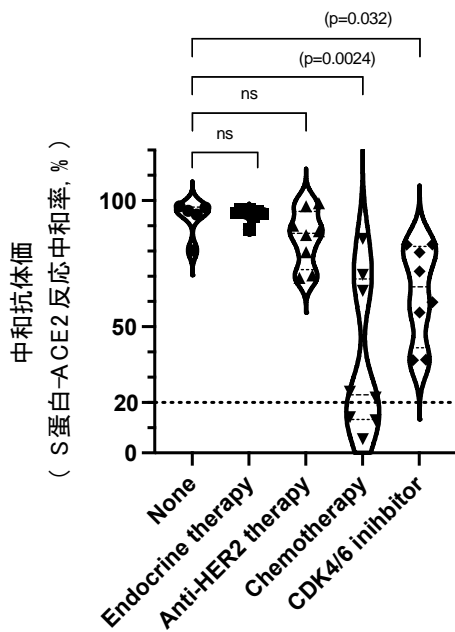 (p=0.032)
(p=0.0024)
ns
ns
中和抗体価
（ S蛋白-ACE2 反応中和率, % ）
100
50
20
0
None
Endocrine therapy
Anti-HER2 therapy
Chemotherapy
CDK4/6 inihbitor